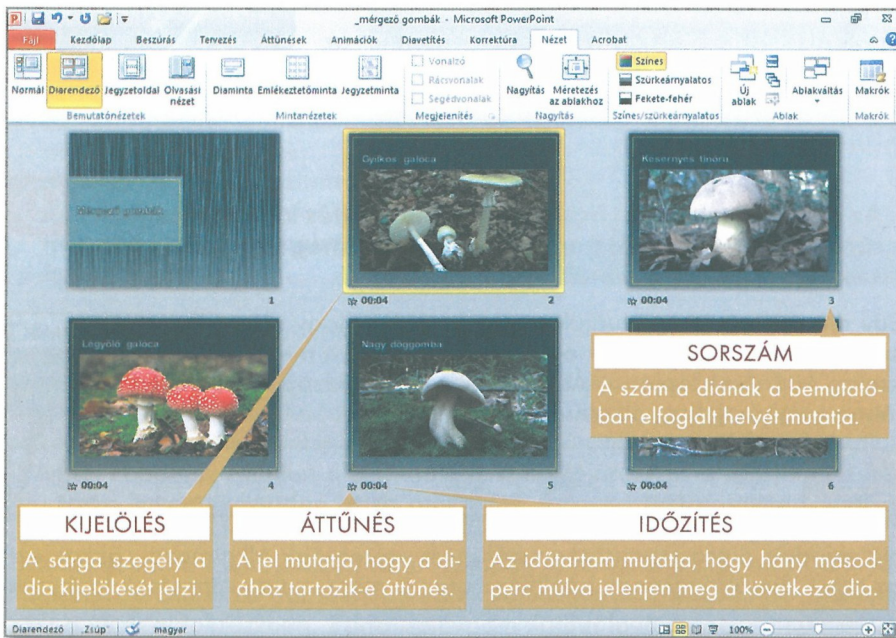 _mérgező gombák - Microsoft PowerPoint
Fájl Kezdőlap Beszúrás Tervezés Áttűnések Animációk Diavetítés Korrektúra Nézet Acrobat
Normál Diarendező Jegyzetoldal Olvasási nézet
Bemutatónézetek
Diaminta Emlékeztetőminta Jegyzetminta
Mintanézetek
Vonalzó
Rácsvonalak
Segédvonalak
Megjelenítés
Nagyítás Méretezés az ablakhoz
Nagyítás
Színes
Szürkeárnyalatos
Fekete-fehér
Színes/szürkeárnyalatos
Új ablak
Ablakváltás
Ablak
Makrók
Makrók
Mérgező gombák
1
Gyilkos galóca
00:04 2
Kesernyés tinóru
00:04 3
Légyölő galóca
00:04 4
Nagy döggomba
00:04 5
00:04 6
SORSZÁM
A szám a diának a bemutató-
ban elfoglalt helyét mutatja.
KIJELÖLÉS
A sárga szegély a
dia kijelölését jelzi.
ÁTTŰNÉS
A jel mutatja, hogy a di-
ához tartozik-e áttűnés.
IDŐZÍTÉS
Az időtartam mutatja, hogy hány másod-
perc múlva jelenjen meg a következő dia.
Diarendező „Zsúp” magyar 100%